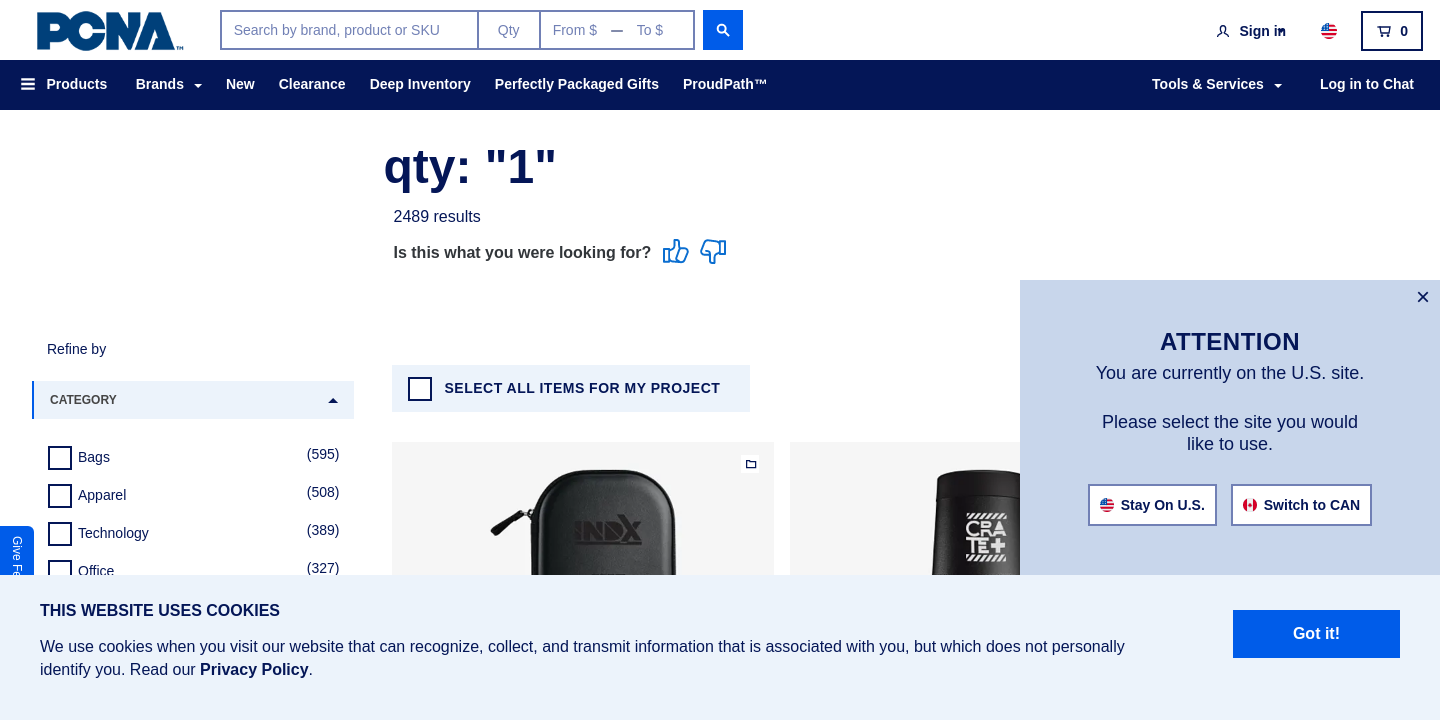 PCNA™
Search by brand, product or SKU
Qty
From $ — To $
Sign in
0
Products
Brands
New
Clearance
Deep Inventory
Perfectly Packaged Gifts
ProudPath™
Tools & Services
Log in to Chat
qty: "1"
2489 results
Is this what you were looking for?
Refine by
CATEGORY
Bags (595)
Apparel (508)
Technology (389)
Office (327)
SELECT ALL ITEMS FOR MY PROJECT
INDX
CRATE+
ATTENTION
You are currently on the U.S. site.
Please select the site you would
like to use.
Stay On U.S.
Switch to CAN
Give Fe
THIS WEBSITE USES COOKIES
We use cookies when you visit our website that can recognize, collect, and transmit information that is associated with you, but which does not personally
identify you. Read our Privacy Policy.
Got it!